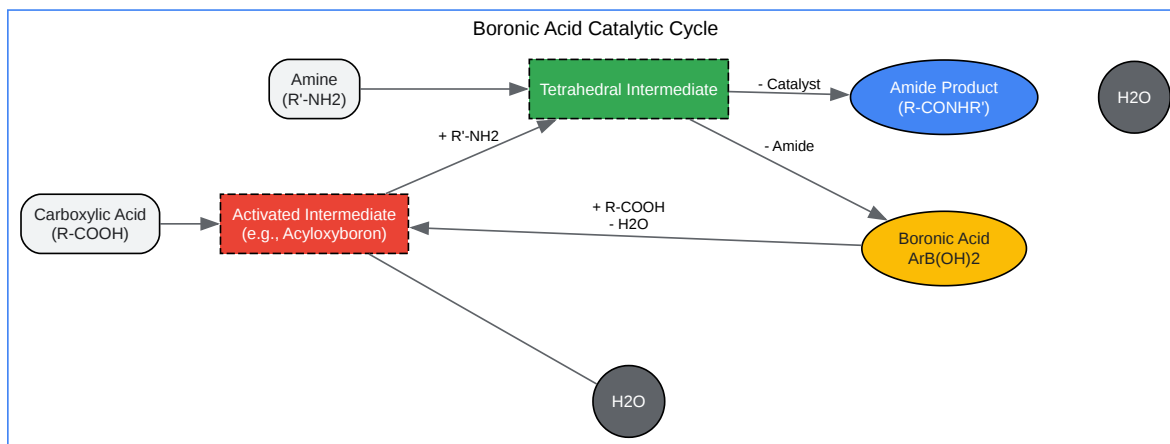 Boronic Acid Catalytic Cycle
Amine
(R'-NH2)
Tetrahedral Intermediate
- Catalyst
Amide Product
(R-CONHR')
H2O
+ R'-NH2
- Amide
Carboxylic Acid
(R-COOH)
Activated Intermediate
(e.g., Acyloxyboron)
+ R-COOH
- H2O
Boronic Acid
ArB(OH)2
H2O